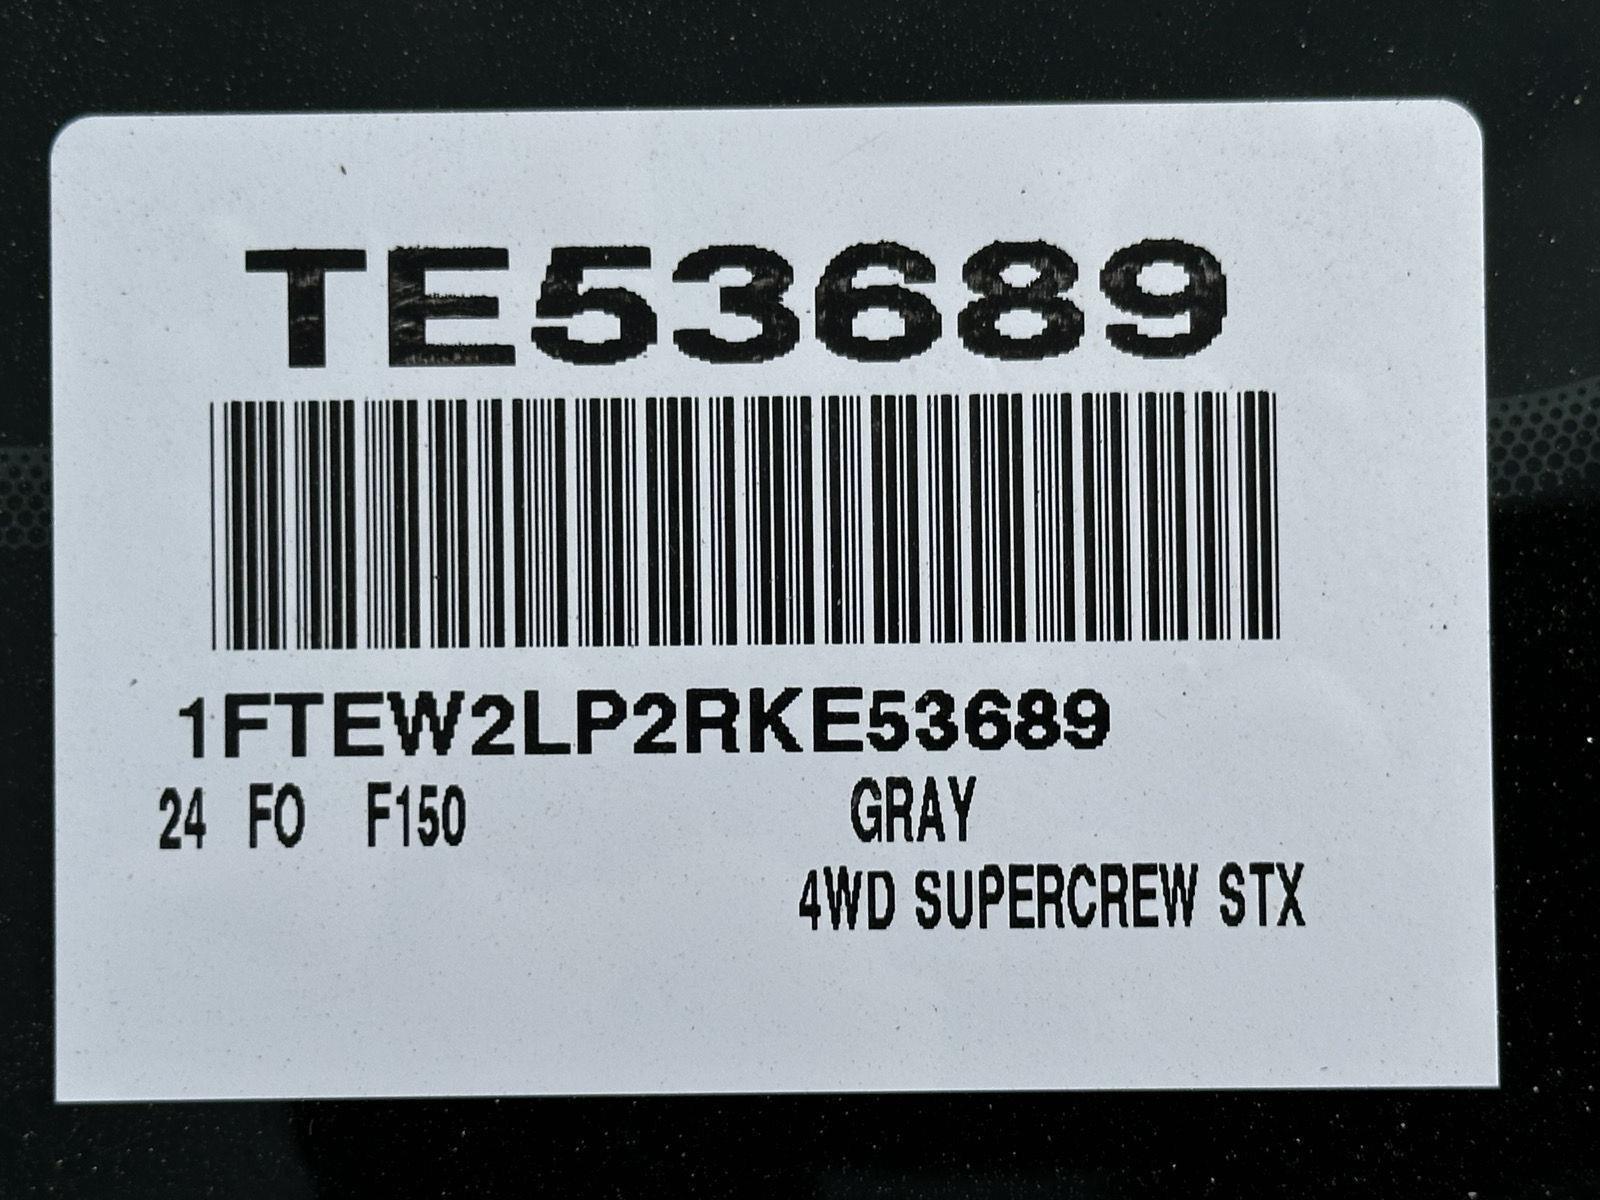 TE53689
1FTEW2LP2RKE53689
24 FO F150 GRAY
4WD SUPERCREW STX